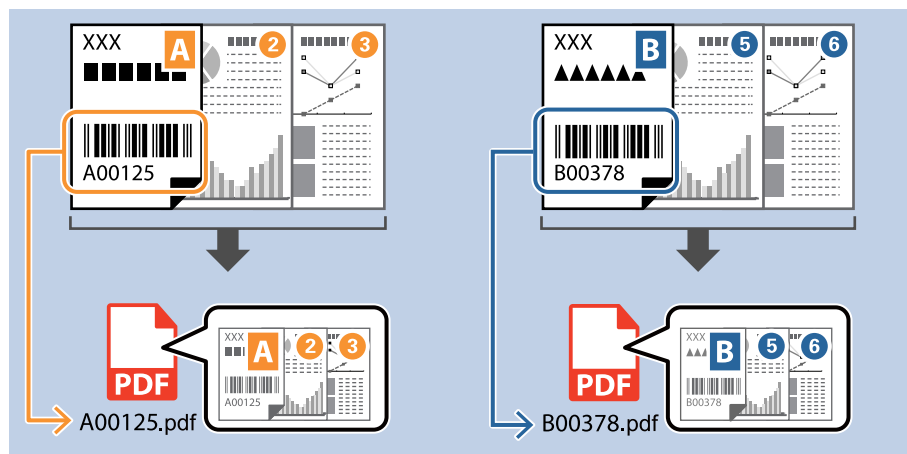 XXX
A
2
3
A00125
XXX
B
5
6
B00378
PDF
XXX
A
2
3
A00125
A00125.pdf
PDF
XXX
B
5
6
B00378
B00378.pdf